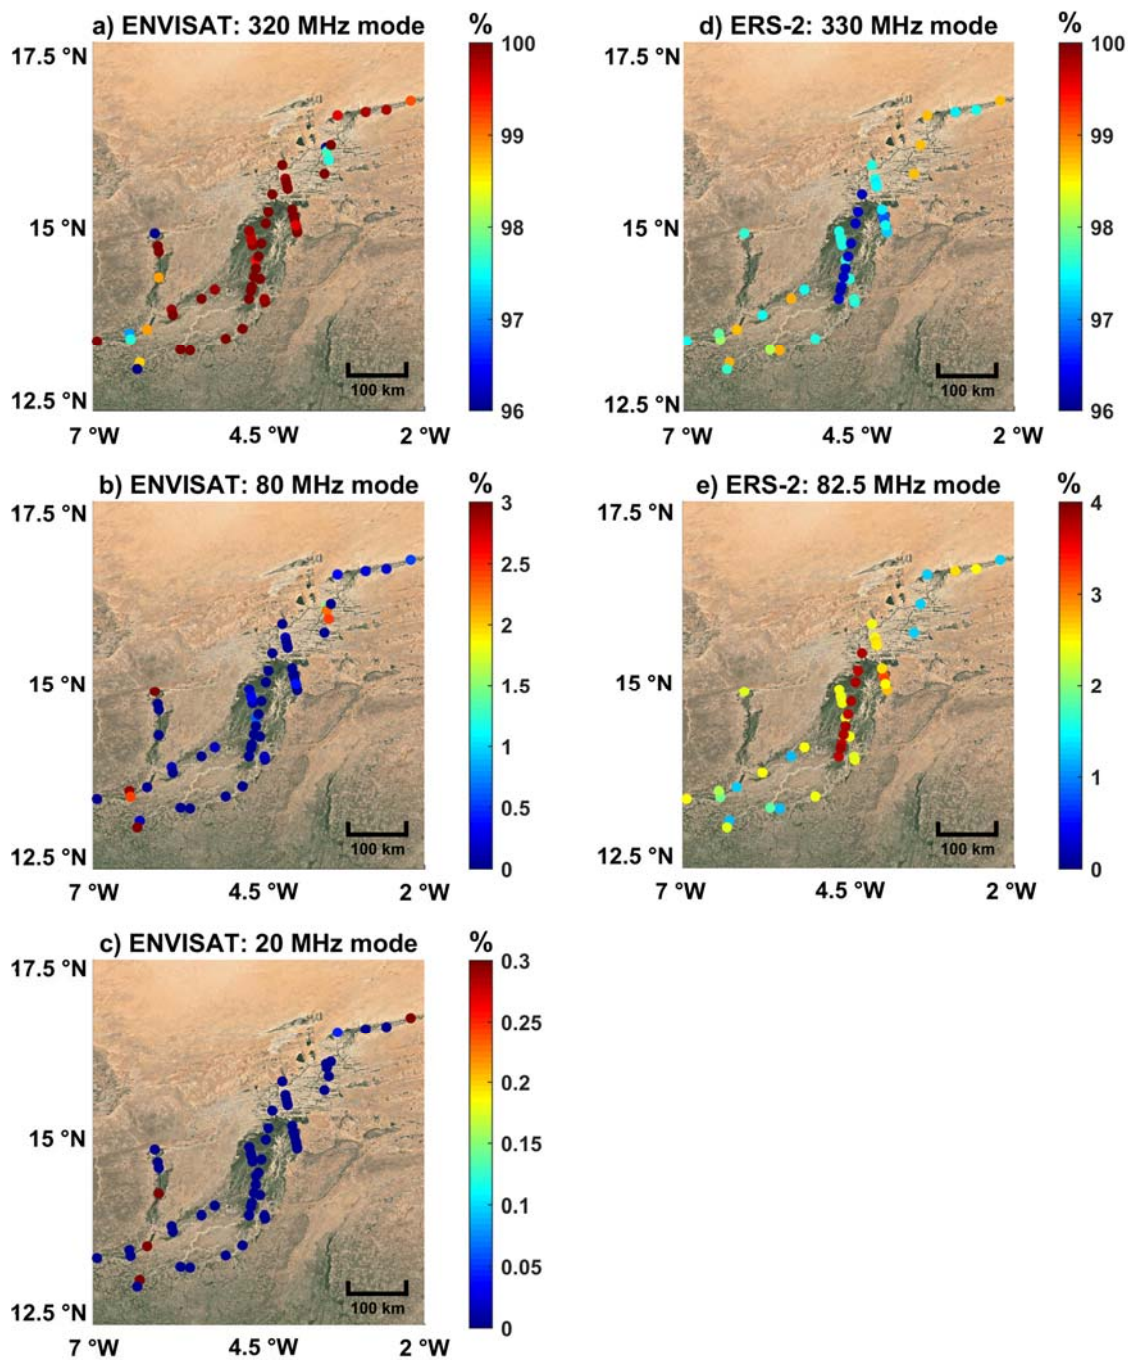 a) ENVISAT: 320 MHz mode
%
17.5 °N
15 °N
12.5 °N
7 °W
4.5 °W
2 °W
100 km
100
99
98
97
96
d) ERS-2: 330 MHz mode
%
17.5 °N
15 °N
12.5 °N
7 °W
4.5 °W
2 °W
100 km
100
99
98
97
96
b) ENVISAT: 80 MHz mode
%
17.5 °N
15 °N
12.5 °N
7 °W
4.5 °W
2 °W
100 km
3
2.5
2
1.5
1
0.5
0
e) ERS-2: 82.5 MHz mode
%
17.5 °N
15 °N
12.5 °N
7 °W
4.5 °W
2 °W
100 km
4
3
2
1
0
c) ENVISAT: 20 MHz mode
%
17.5 °N
15 °N
12.5 °N
7 °W
4.5 °W
2 °W
100 km
0.3
0.25
0.2
0.15
0.1
0.05
0